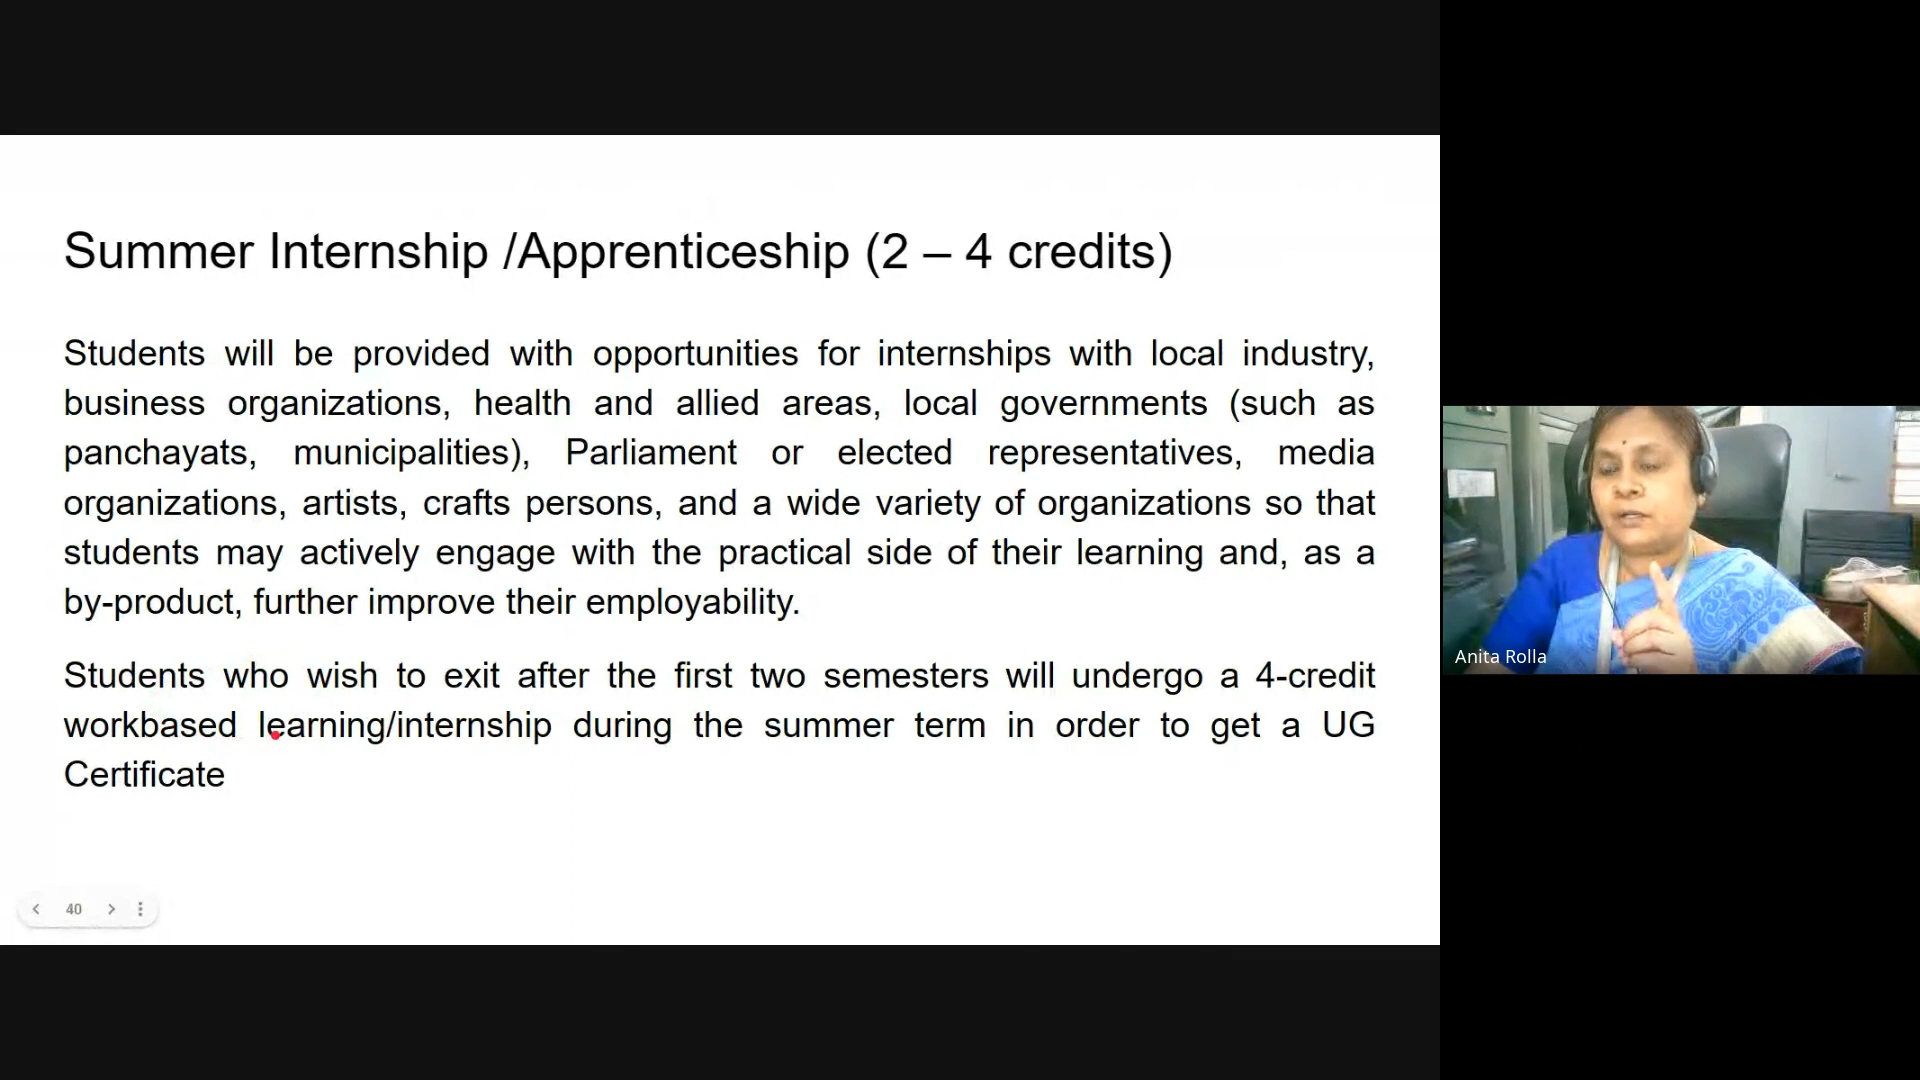 Summer Internship /Apprenticeship (2 – 4 credits)
Students will be provided with opportunities for internships with local industry,
business organizations, health and allied areas, local governments (such as
panchayats, municipalities), Parliament or elected representatives, media
organizations, artists, crafts persons, and a wide variety of organizations so that
students may actively engage with the practical side of their learning and, as a
by-product, further improve their employability.
Students who wish to exit after the first two semesters will undergo a 4-credit
workbased learning/internship during the summer term in order to get a UG
Certificate
40
Anita Rolla